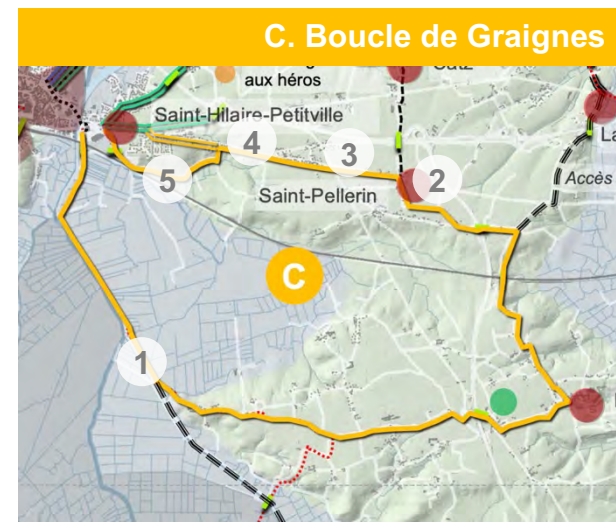 C. Boucle de Graignes
aux héros
Saint-Hilaire-Petitville
4
3
5
2
Accès
Saint-Pellerin
C
1